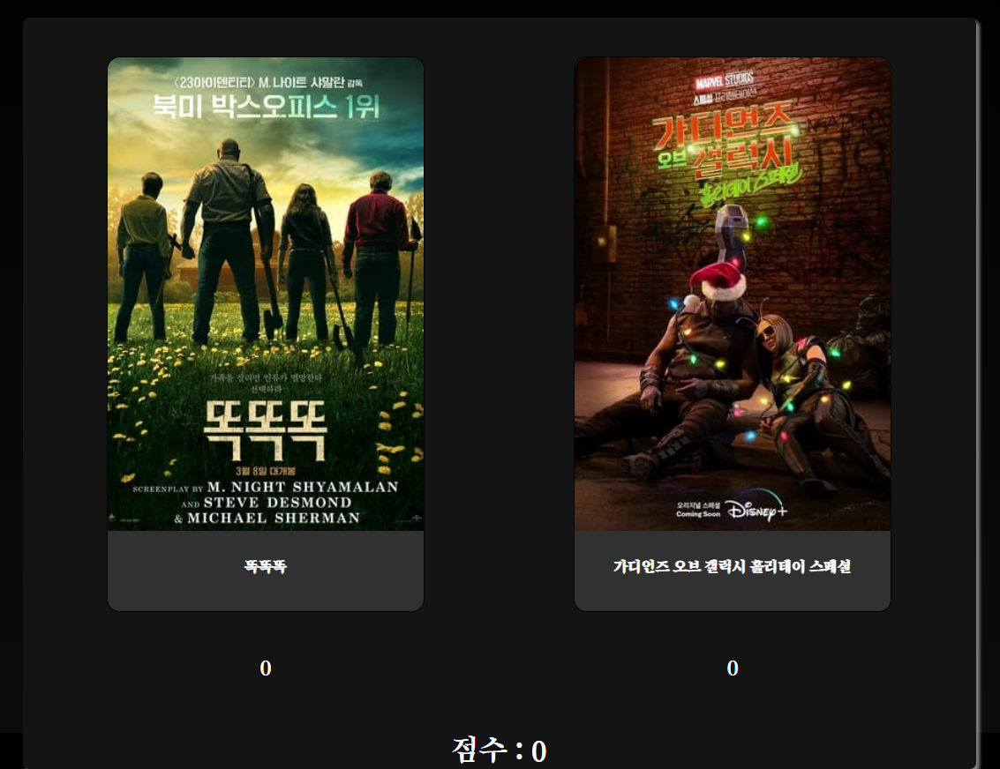 <23아이덴티티> M. 나이트 샤말란 감독
북미 박스오피스 1위
가족을 살리면 인류가 멸망한다
선택하라
똑똑똑
3월 8일 대개봉
SCREENPLAY BY M. NIGHT SHYAMALAN
AND STEVE DESMOND
& MICHAEL SHERMAN
똑똑똑
0
MARVEL STUDIOS
스페셜 프리젠테이션
가디언즈
오브 갤럭시
홀리데이 스페셜
오리지널 스페셜
Coming Soon
Disney+
가디언즈 오브 갤럭시 홀리데이 스페셜
0
점수 : 0